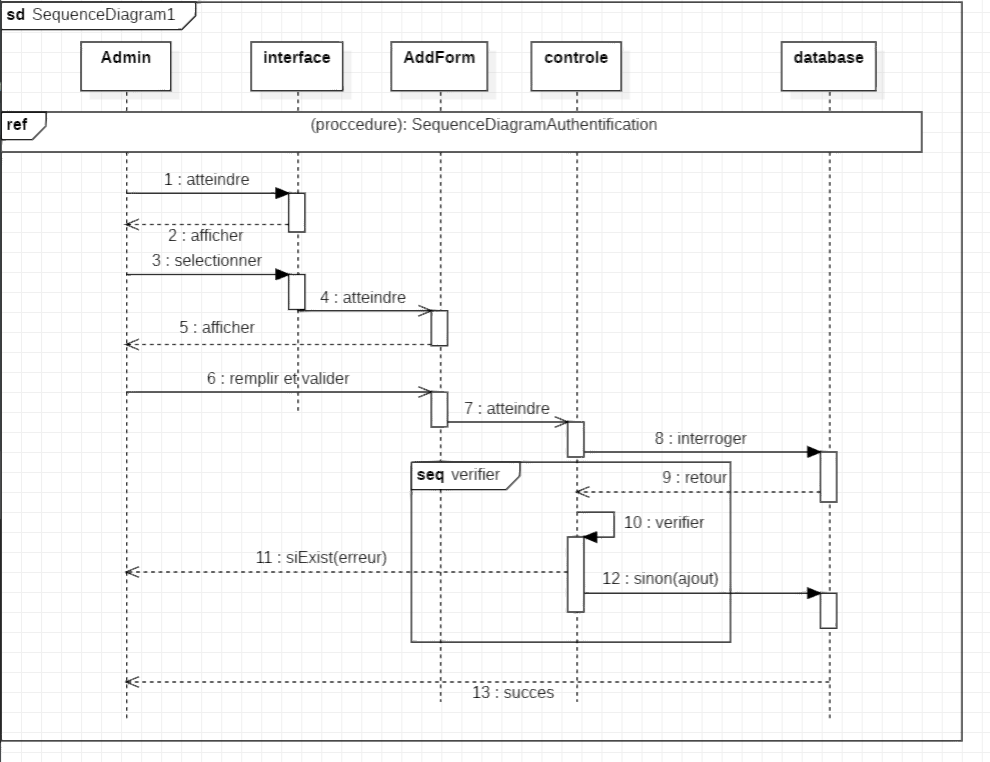 sd SequenceDiagram1
Admin
interface
AddForm
controle
database
ref
(proccedure): SequenceDiagramAuthentification
1 : atteindre
2 : afficher
3 : selectionner
4 : atteindre
5 : afficher
6 : remplir et valider
7 : atteindre
8 : interroger
seq verifier
9 : retour
10 : verifier
11 : siExist(erreur)
12 : sinon(ajout)
13 : succes